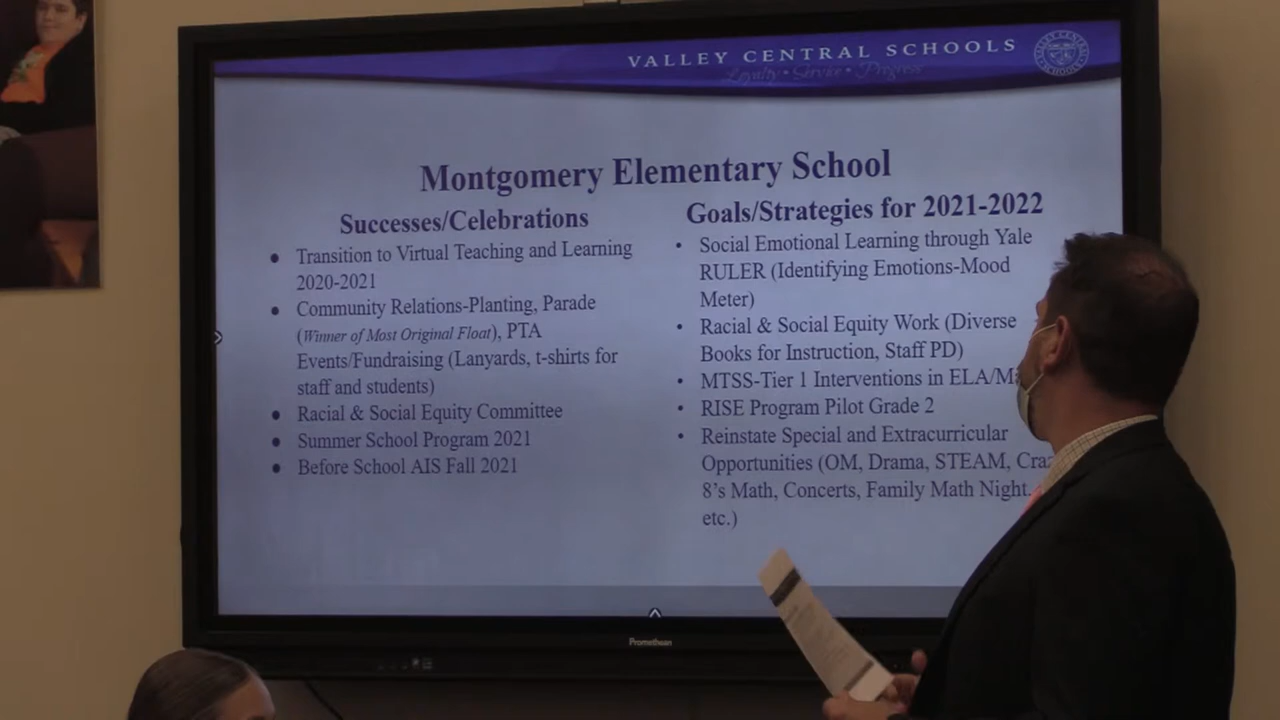 VALLEY CENTRAL SCHOOLS
Loyalty • Service • Progress
Montgomery Elementary School
Successes/Celebrations
● Transition to Virtual Teaching and Learning
2020-2021
● Community Relations-Planting, Parade
(Winner of Most Original Float), PTA
Events/Fundraising (Lanyards, t-shirts for
staff and students)
● Racial & Social Equity Committee
● Summer School Program 2021
● Before School AIS Fall 2021
Goals/Strategies for 2021-2022
• Social Emotional Learning through Yale
RULER (Identifying Emotions-Mood
Meter)
• Racial & Social Equity Work (Diverse
Books for Instruction, Staff PD)
• MTSS-Tier 1 Interventions in
• RISE Program Pilot Grade 2
• Reinstate Special and Extracurricular
Opportunities (OM, Drama, STEAM,
8's Math, Concerts, Family Math Night,
etc.)
Promethean